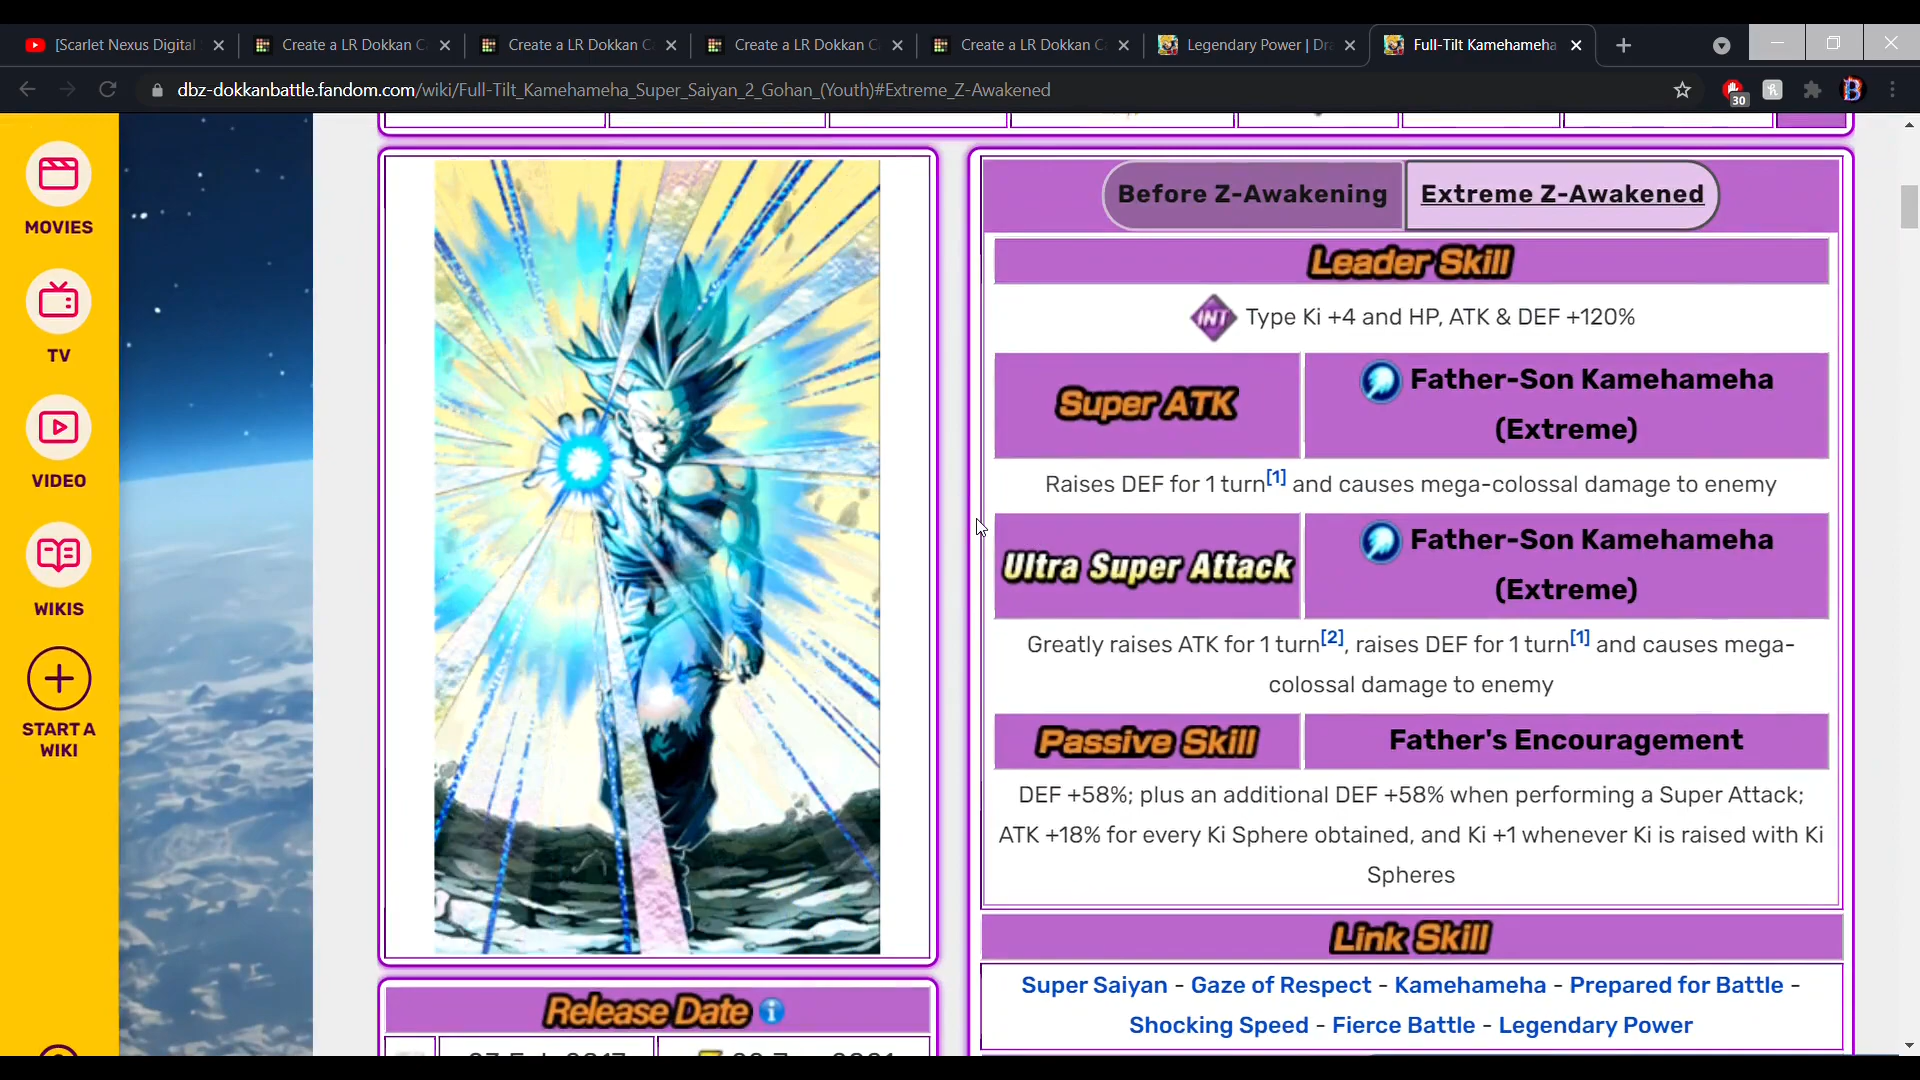 [Scarlet Nexus Digital
Create a LR Dokkan C
Create a LR Dokkan C
Create a LR Dokkan C
Create a LR Dokkan C
Legendary Power | Dra
Full-Tilt Kamehameha
dbz-dokkanbattle.fandom.com/wiki/Full-Tilt_Kamehameha_Super_Saiyan_2_Gohan_(Youth)#Extreme_Z-Awakened
30
MOVIES
TV
VIDEO
WIKIS
START A
WIKI
Before Z-Awakening
Extreme Z-Awakened
Leader Skill
INT Type Ki +4 and HP, ATK & DEF +120%
Super ATK
Father-Son Kamehameha
(Extreme)
Raises DEF for 1 turn[1] and causes mega-colossal damage to enemy
Ultra Super Attack
Father-Son Kamehameha
(Extreme)
Greatly raises ATK for 1 turn[2], raises DEF for 1 turn[1] and causes mega-
colossal damage to enemy
Passive Skill
Father's Encouragement
DEF +58%; plus an additional DEF +58% when performing a Super Attack;
ATK +18% for every Ki Sphere obtained, and Ki +1 whenever Ki is raised with Ki
Spheres
Link Skill
Super Saiyan - Gaze of Respect - Kamehameha - Prepared for Battle -
Shocking Speed - Fierce Battle - Legendary Power
Release Date